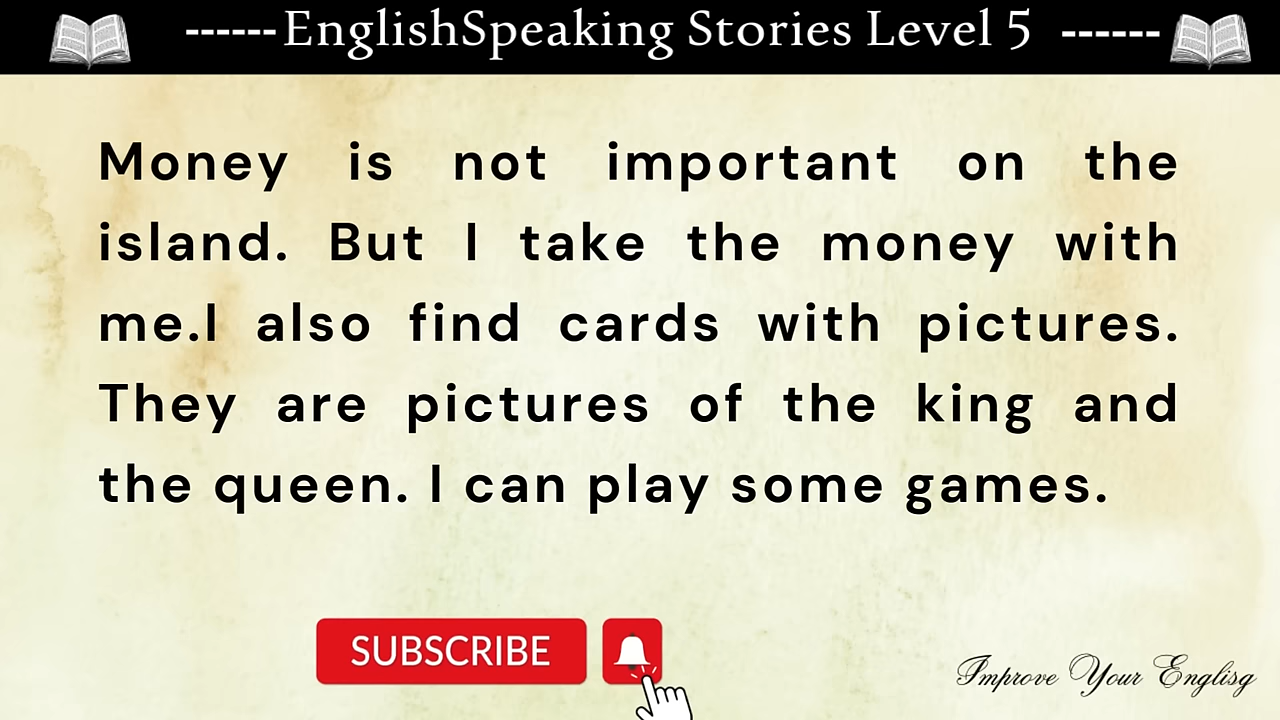 ------EnglishSpeaking Stories Level 5 ------
Money is not important on the
island. But I take the money with
me.I also find cards with pictures.
They are pictures of the king and
the queen. I can play some games.
SUBSCRIBE
Improve Your Englisg